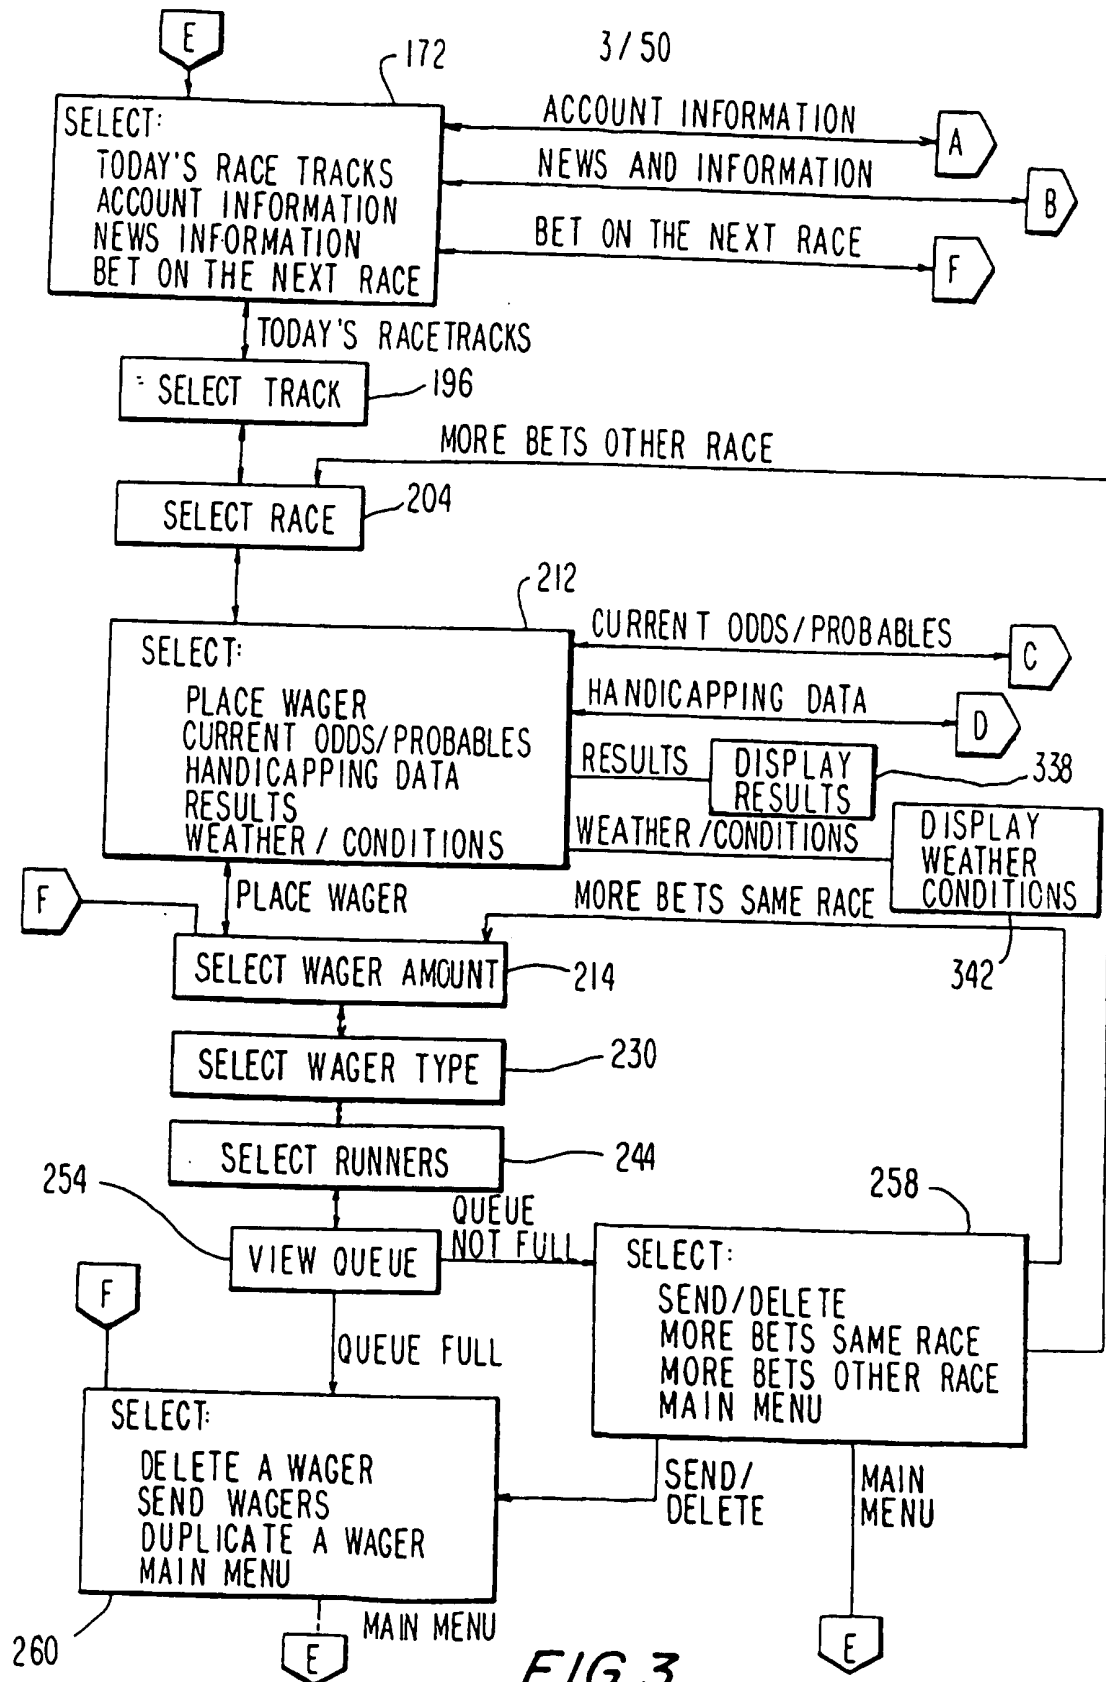 E
3/50
172
SELECT:
TODAY'S RACE TRACKS
ACCOUNT INFORMATION
NEWS INFORMATION
BET ON THE NEXT RACE
ACCOUNT INFORMATION
A
NEWS AND INFORMATION
B
BET ON THE NEXT RACE
F
TODAY'S RACETRACKS
SELECT TRACK
196
MORE BETS OTHER RACE
SELECT RACE
204
212
SELECT:
PLACE WAGER
CURRENT ODDS/PROBABLES
HANDICAPPING DATA
RESULTS
WEATHER / CONDITIONS
CURRENT ODDS/PROBABLES
C
HANDICAPPING DATA
D
RESULTS
DISPLAY
RESULTS
338
WEATHER/CONDITIONS
DISPLAY
WEATHER
CONDITIONS
342
F
PLACE WAGER
MORE BETS SAME RACE
SELECT WAGER AMOUNT
214
SELECT WAGER TYPE
230
SELECT RUNNERS
244
254
VIEW QUEUE
QUEUE
NOT FULL
258
SELECT:
SEND/DELETE
MORE BETS SAME RACE
MORE BETS OTHER RACE
MAIN MENU
F
QUEUE FULL
SELECT:
DELETE A WAGER
SEND WAGERS
DUPLICATE A WAGER
MAIN MENU
SEND/
DELETE
MAIN
MENU
260
MAIN MENU
E
E
FIG.3